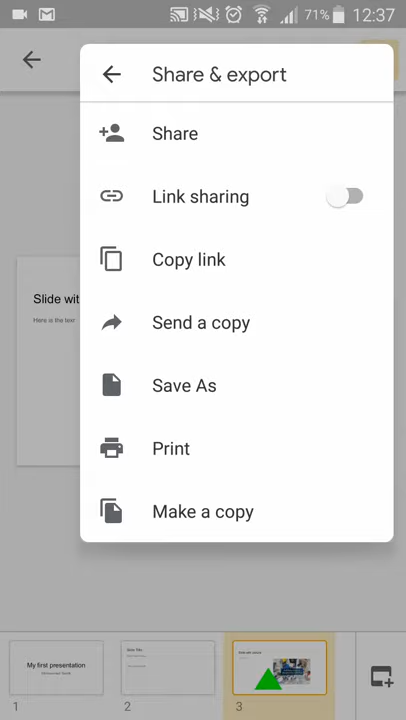 71% 12:37
Share & export
Share
Link sharing
Copy link
Send a copy
Save As
Print
Make a copy
Slide wit
Here is the text
My first presentation
1
2
3